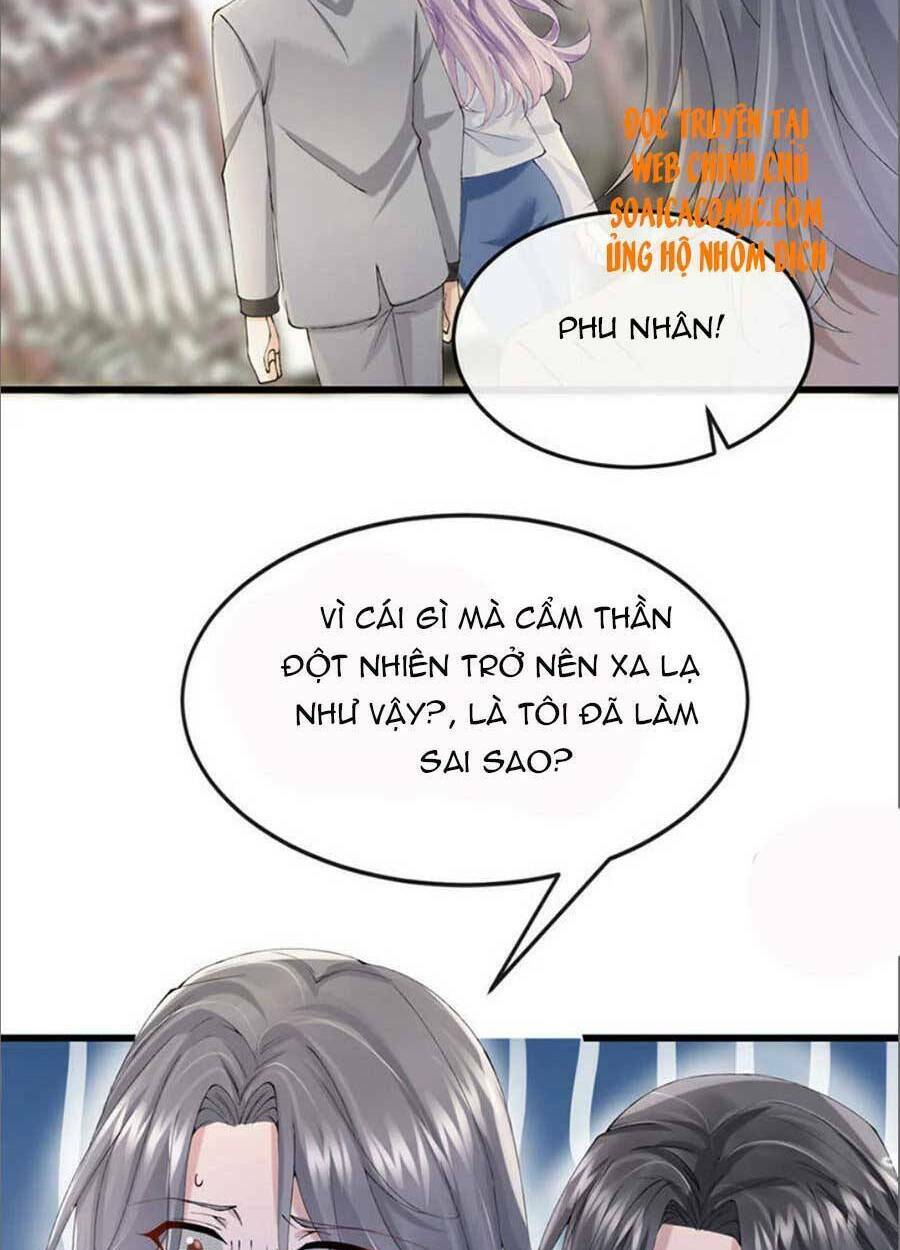 ĐỌC TRUYỆN TẠI
WEB CHÍNH CHỦ
SOAICACOMIC.COM
ỦNG HỘ NHÓM DỊCH
PHU NHÂN!
VÌ CÁI GÌ MÀ CẨM THẦN
ĐỘT NHIÊN TRỞ NÊN XA LẠ
NHƯ VẬY?, LÀ TÔI ĐÃ LÀM
SAI SAO?